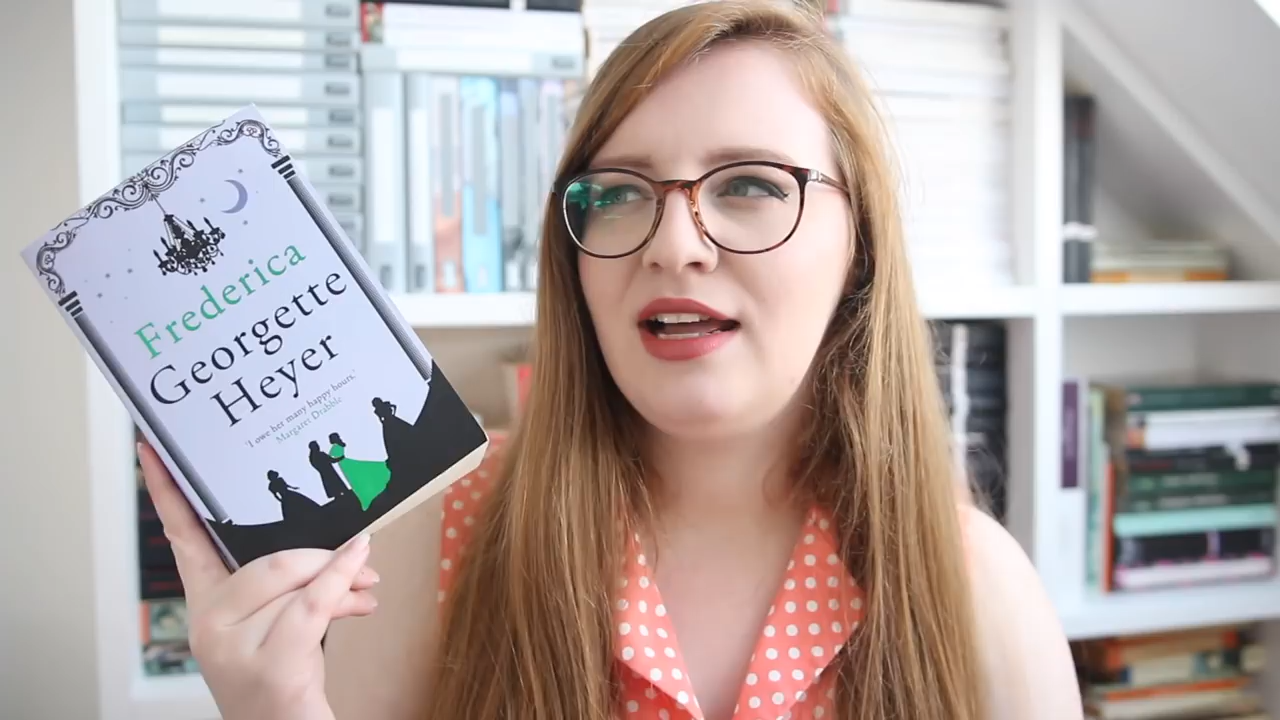 Frederica
Georgette
Heyer
'I owe her many happy hours.'
Margaret Drabble